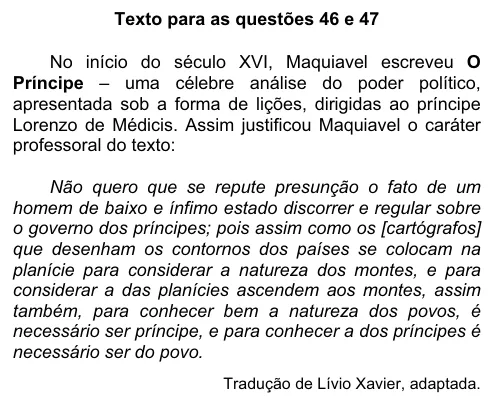 Texto para as questões 46 e 47
No início do século XVI, Maquiavel escreveu O
Príncipe – uma célebre análise do poder político,
apresentada sob a forma de lições, dirigidas ao príncipe
Lorenzo de Médicis. Assim justificou Maquiavel o caráter
professoral do texto:
Não quero que se repute presunção o fato de um
homem de baixo e ínfimo estado discorrer e regular sobre
o governo dos príncipes; pois assim como os [cartógrafos]
que desenham os contornos dos países se colocam na
planície para considerar a natureza dos montes, e para
considerar a das planícies ascendem aos montes, assim
também, para conhecer bem a natureza dos povos, é
necessário ser príncipe, e para conhecer a dos príncipes é
necessário ser do povo.
Tradução de Lívio Xavier, adaptada.